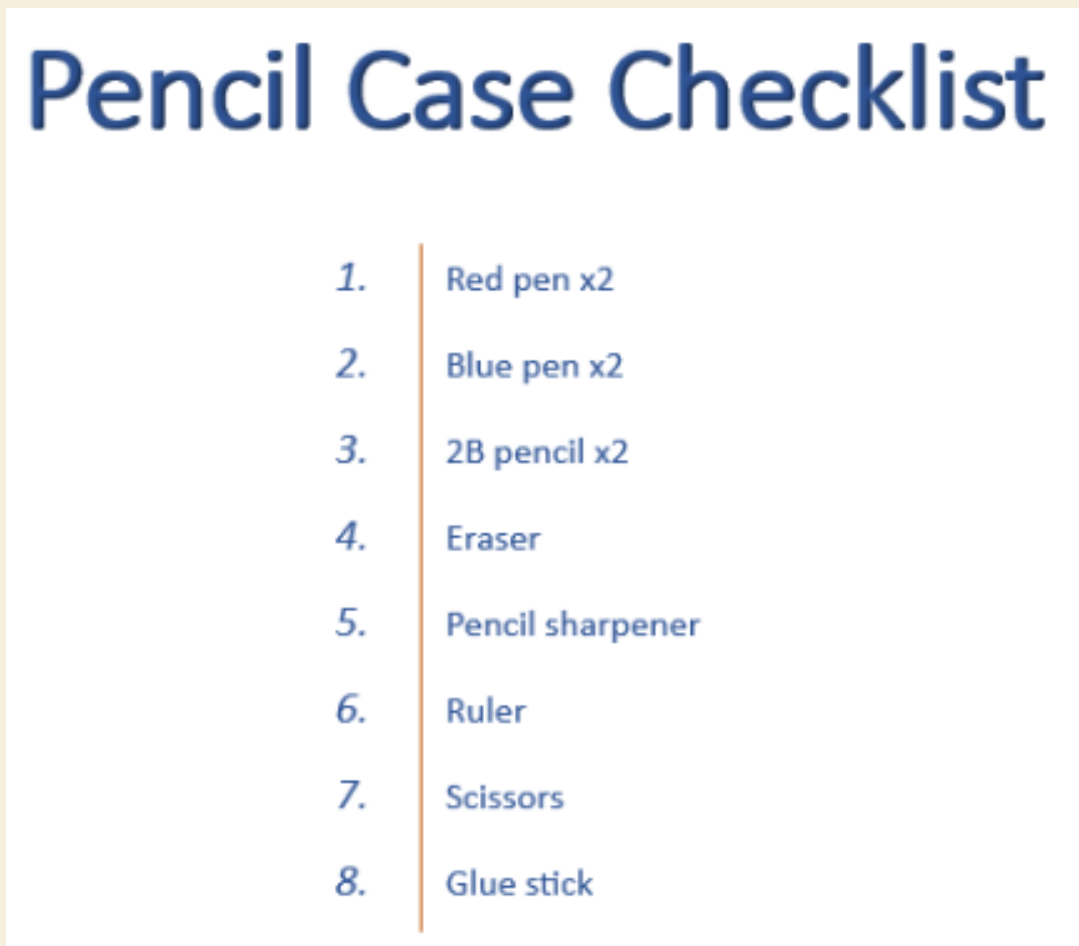 Pencil Case Checklist
1. Red pen x2
2. Blue pen x2
3. 2B pencil x2
4. Eraser
5. Pencil sharpener
6. Ruler
7. Scissors
8. Glue stick